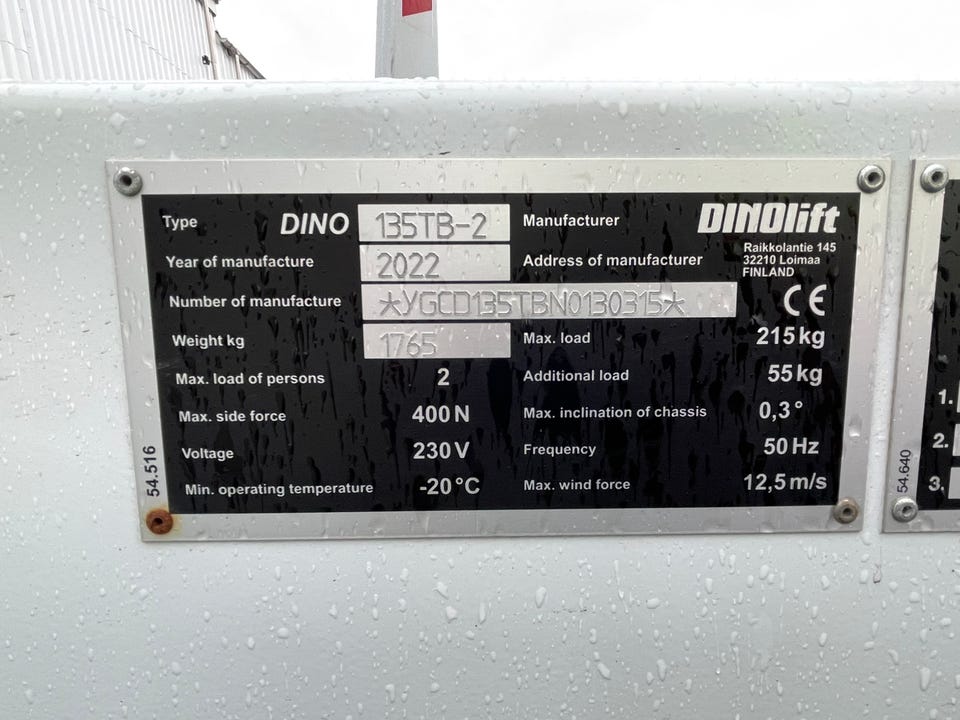 Type DINO 135TB-2 Manufacturer DINOlift
Year of manufacture 2022 Address of manufacturer Raikkolantie 145
32210 Loimaa
FINLAND
Number of manufacture *YGCD135TBN0130315* CE
Weight kg 1765 Max. load 215 kg
Max. load of persons 2 Additional load 55 kg
Max. side force 400 N Max. inclination of chassis 0,3°
Voltage 230 V Frequency 50 Hz
Min. operating temperature -20°C Max. wind force 12,5 m/s
54.516
54.640
1.
2.
3.